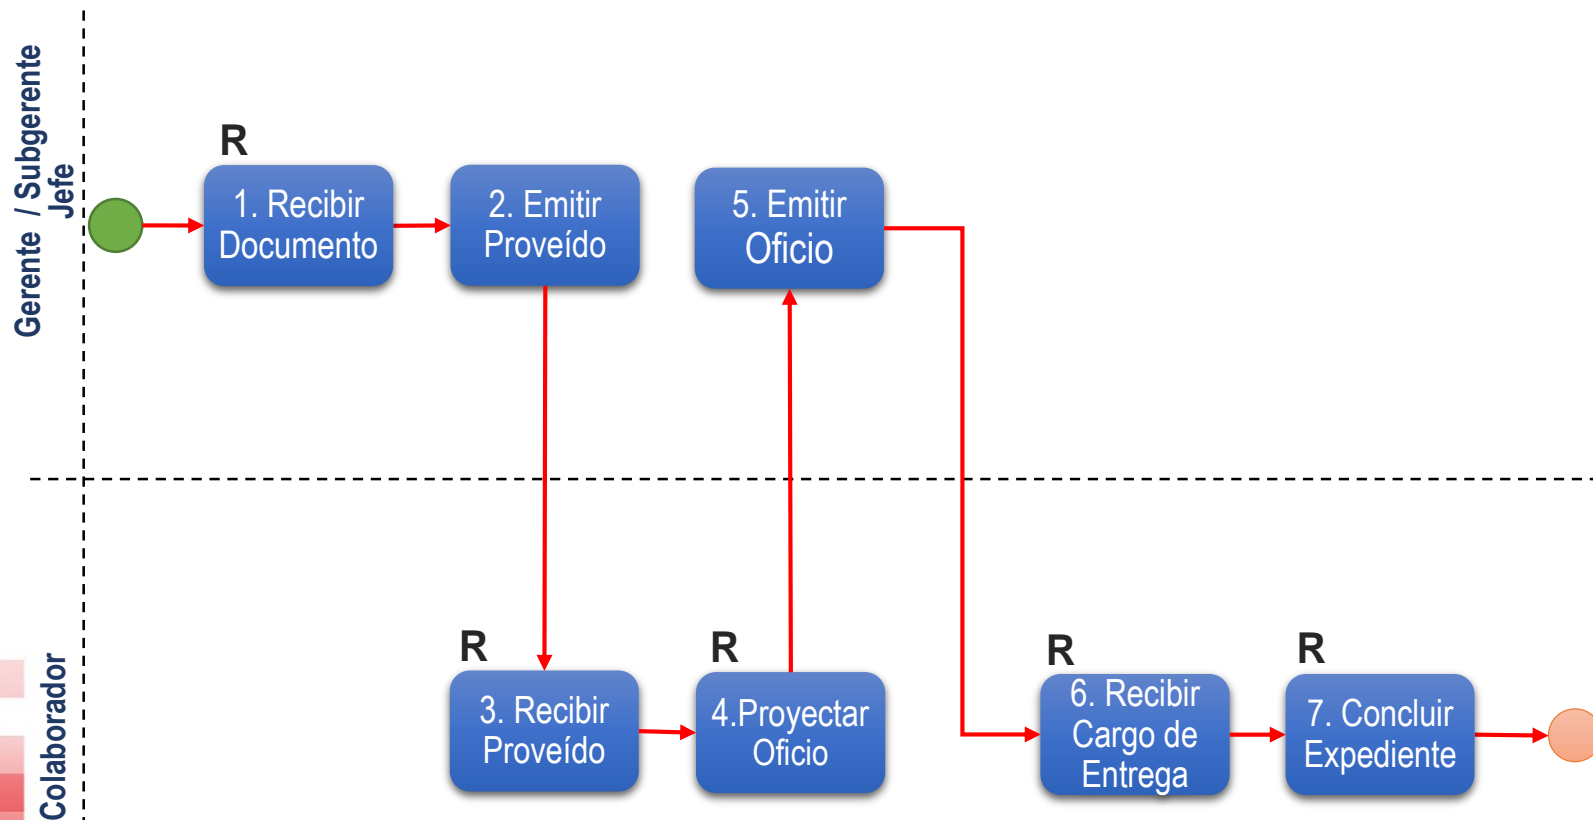 Gerente / Subgerente
Jefe
R
1. Recibir
Documento
2. Emitir
Proveído
5. Emitir
Oficio
Colaborador
R
3. Recibir
Proveído
R
4.Proyectar
Oficio
R
6. Recibir
Cargo de
Entrega
R
7. Concluir
Expediente